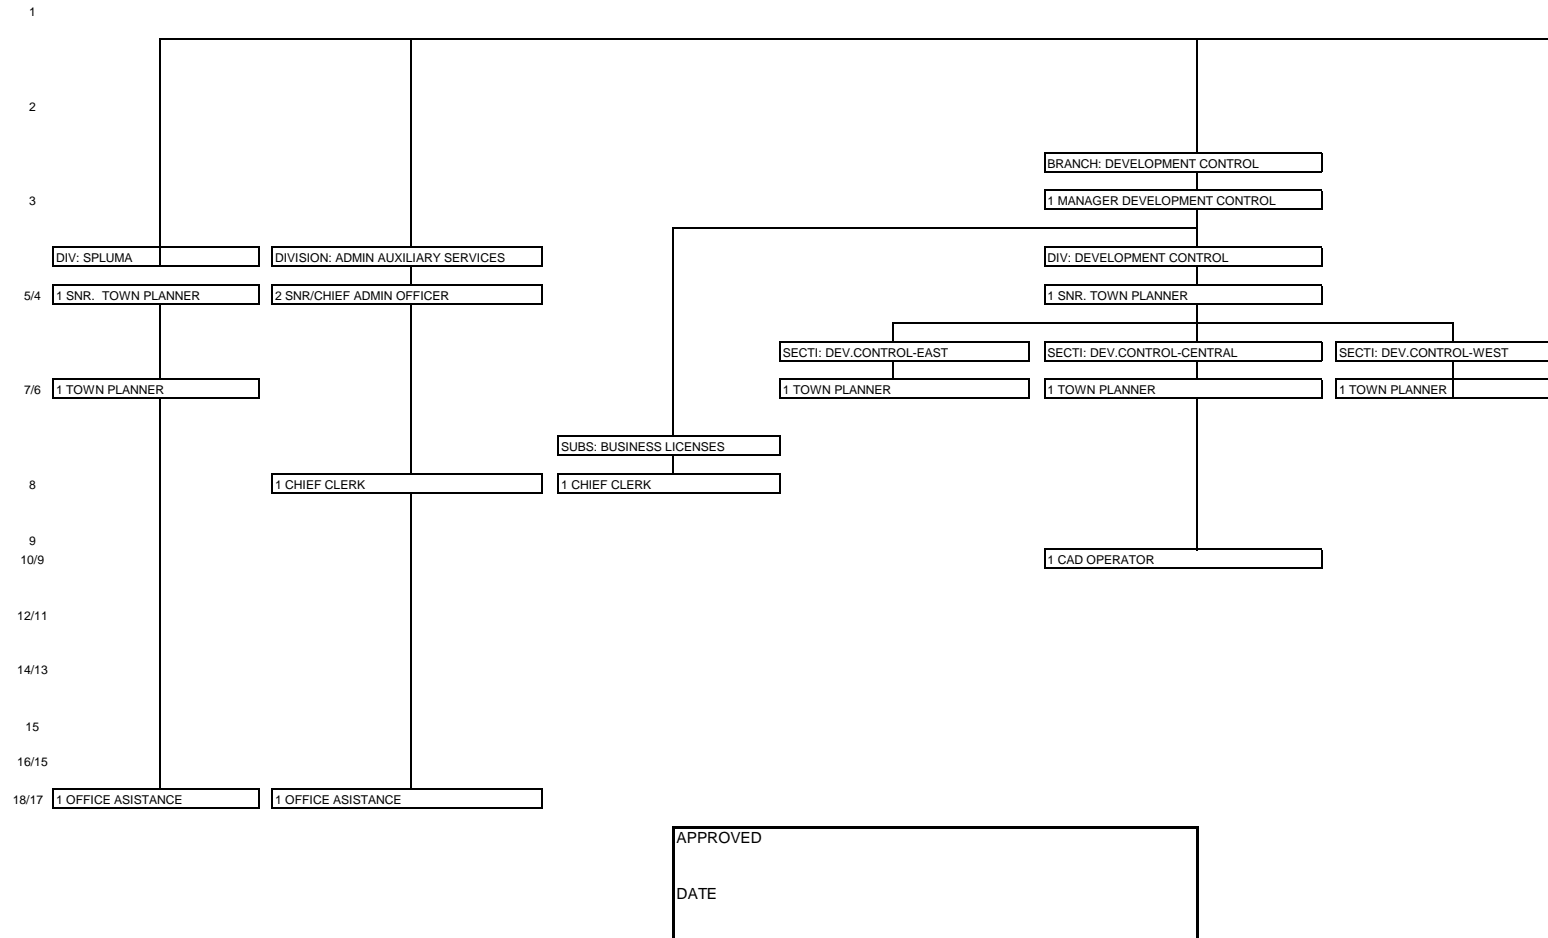 1
2
BRANCH: DEVELOPMENT CONTROL
3
1 MANAGER DEVELOPMENT CONTROL
DIV: SPLUMA
DIVISION: ADMIN AUXILIARY SERVICES
DIV: DEVELOPMENT CONTROL
5/4
1 SNR.  TOWN PLANNER
2 SNR/CHIEF ADMIN OFFICER
1 SNR. TOWN PLANNER
SECTI: DEV.CONTROL-EAST
SECTI: DEV.CONTROL-CENTRAL
SECTI: DEV.CONTROL-WEST
7/6
1 TOWN PLANNER
1 TOWN PLANNER
1 TOWN PLANNER
1 TOWN PLANNER
SUBS: BUSINESS LICENSES
8
1 CHIEF CLERK
1 CHIEF CLERK
9
10/9
1 CAD OPERATOR
12/11
14/13
15
16/15
18/17
1 OFFICE ASISTANCE
1 OFFICE ASISTANCE
APPROVED
DATE